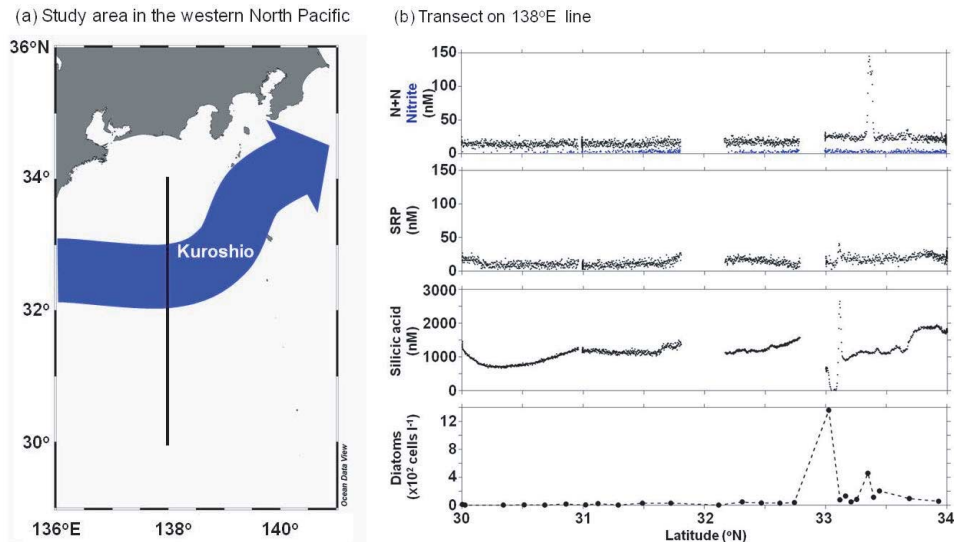 (a) Study area in the western North Pacific
36°N
34°
32°
30°
136°E
138°
140°
Kuroshio
Ocean Data View
(b) Transect on 138°E line
150
100
50
0
N+N
Nitrite
(nM)
150
100
50
0
SRP
(nM)
3000
2000
1000
0
Silicic acid
(nM)
12
8
4
0
Diatoms
(x10² cells l⁻¹)
30
31
32
33
34
Latitude (°N)